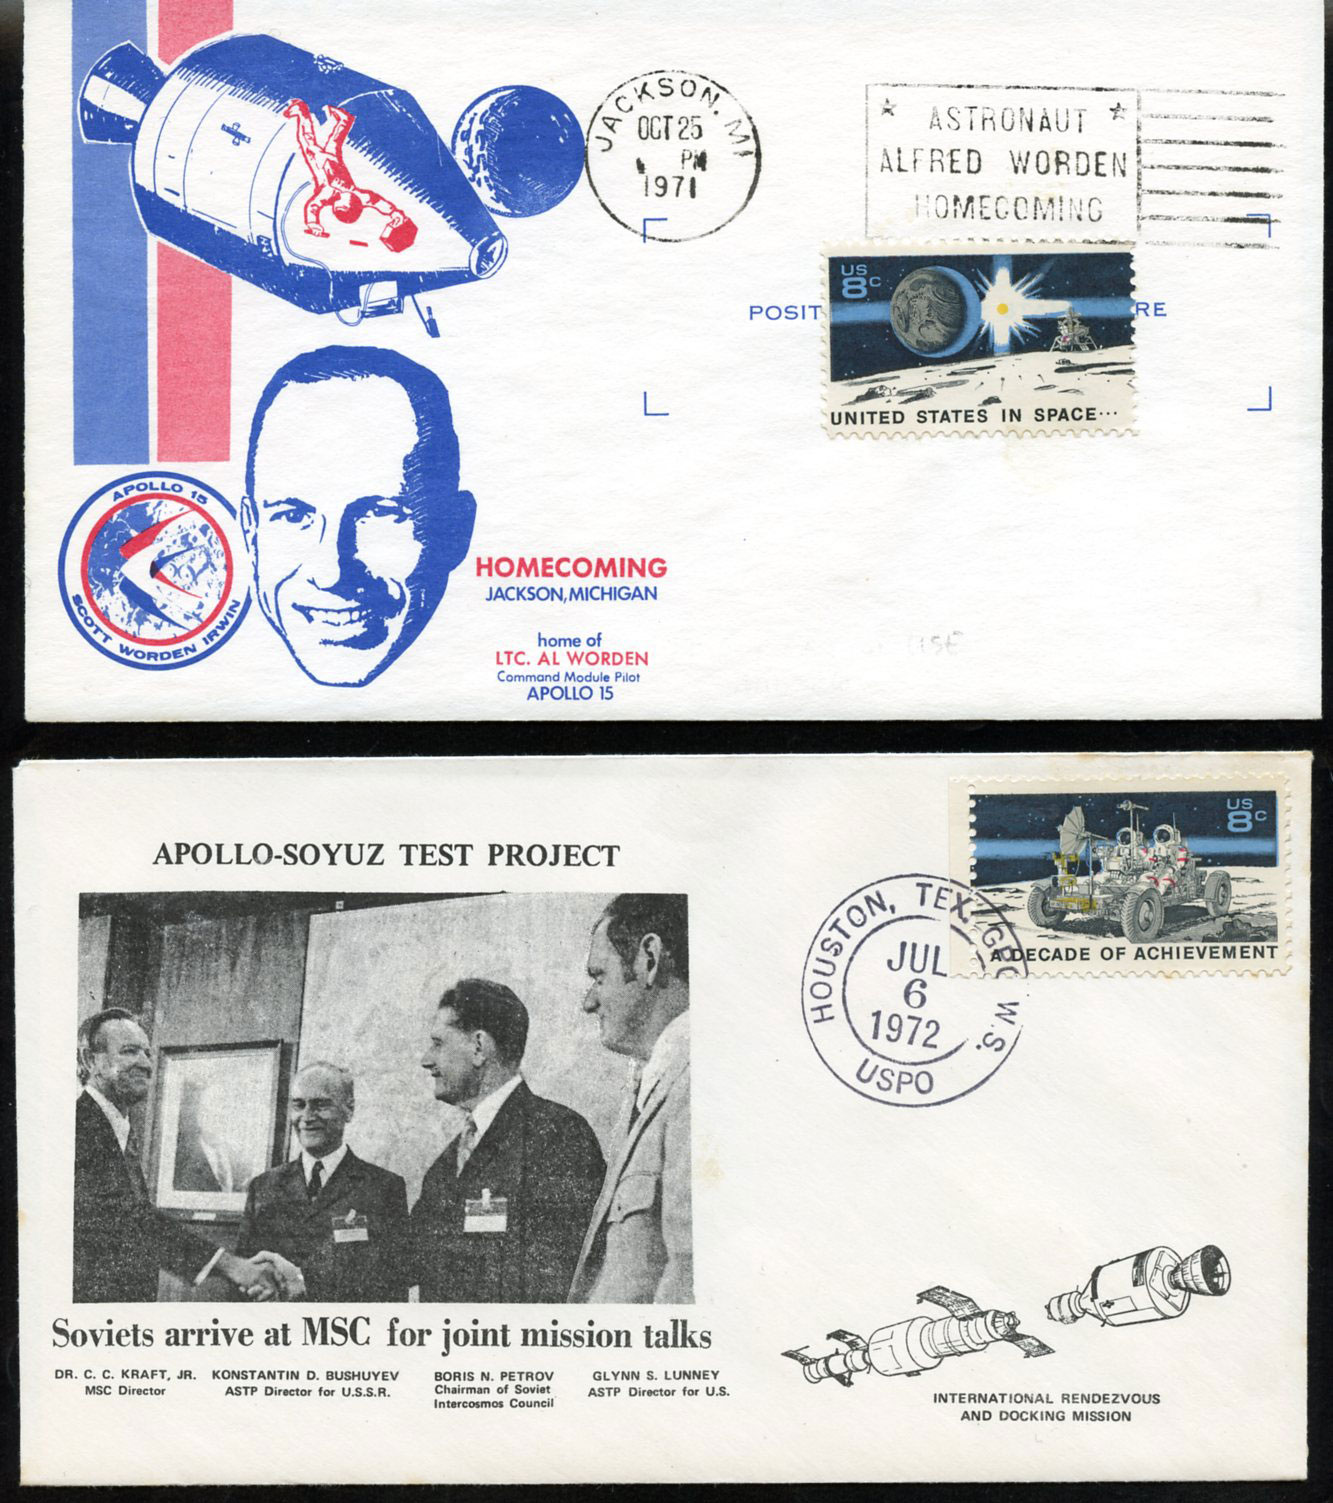 JACKSON, MI
OCT 25
PM
1971
ASTRONAUT
ALFRED WORDEN
HOMECOMING
US
8c
POSIT
RE
UNITED STATES IN SPACE...
APOLLO 15
SCOTT WORDEN IRWIN
HOMECOMING
JACKSON, MICHIGAN
home of
LTC. AL WORDEN
Command Module Pilot
APOLLO 15
US
8c
A DECADE OF ACHIEVEMENT
HOUSTON, TEX. W.S.
JUL
6
1972
USPO
APOLLO-SOYUZ TEST PROJECT
Soviets arrive at MSC for joint mission talks
DR. C. C. KRAFT, JR.
MSC Director
KONSTANTIN D. BUSHUYEV
ASTP Director for U.S.S.R.
BORIS N. PETROV
Chairman of Soviet
Intercosmos Council
GLYNN S. LUNNEY
ASTP Director for U.S.
INTERNATIONAL RENDEZVOUS
AND DOCKING MISSION